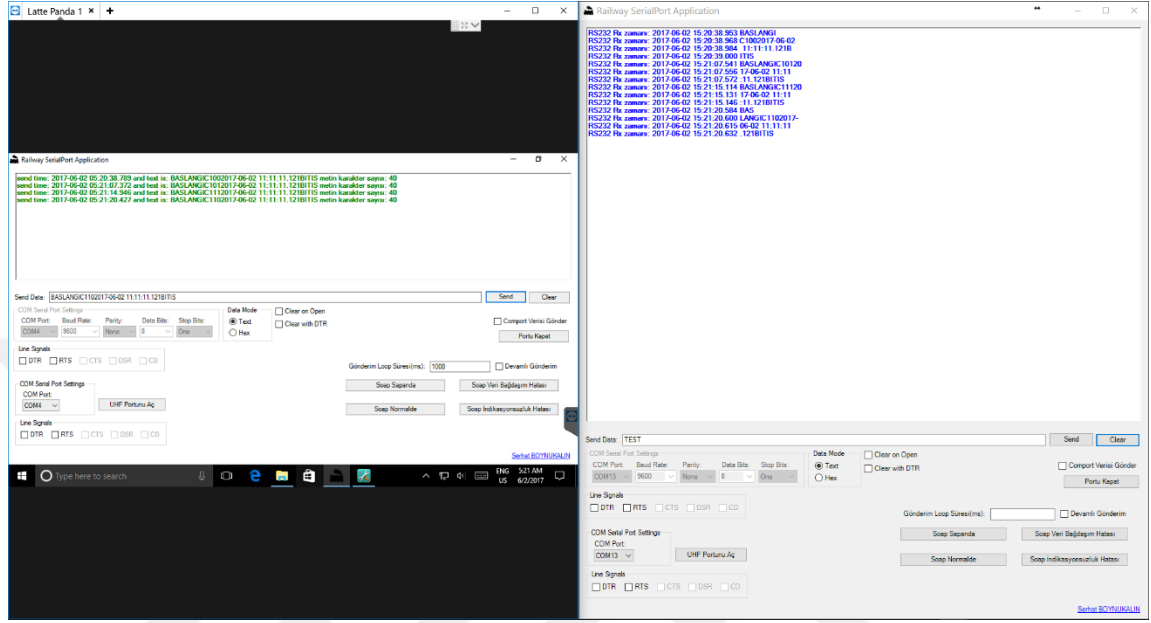 Latte Panda 1 × +
Railway SerialPort Application
send time: 2017-06-02 05:20:38.789 and text is: BASLANGIC1002017-06-02 11:11:11.121BITIS metin karakter sayısı: 40
send time: 2017-06-02 05:21:07.372 and text is: BASLANGIC1012017-06-02 11:11:11.121BITIS metin karakter sayısı: 40
send time: 2017-06-02 05:21:14.946 and text is: BASLANGIC1112017-06-02 11:11:11.121BITIS metin karakter sayısı: 40
send time: 2017-06-02 05:21:20.427 and text is: BASLANGIC1102017-06-02 11:11:11.121BITIS metin karakter sayısı: 40
Send Data: BASLANGIC1102017-06-02 11:11:11.121BITIS Send Clear
COM Serial Port Settings Data Mode Clear on Open
COM Port: Baud Rate: Parity: Data Bits: Stop Bits: Text Clear with DTR Comport Verisi Gönder
COM4 9600 None 8 One Hex Portu Kapat
Line Signals
DTR RTS CTS DSR CD
Gönderim Loop Süresi(ms): 1000 Devamlı Gönderim
COM Serial Port Settings Soap Sapanda Soap Veri Bağdaşım Hatası
COM Port:
COM4 UHF Portunu Aç Soap Normalde Soap İndikasyonsuzluk Hatası
Line Signals
DTR RTS CTS DSR CD
Serhat BOYNUKALIN
Type here to search ENG 5:21 AM
US 6/2/2017
Railway SerialPort Application
RS232 Rx zamanı: 2017-06-02 15:20:38.953 BASLANGI
RS232 Rx zamanı: 2017-06-02 15:20:38.968 C1002017-06-02
RS232 Rx zamanı: 2017-06-02 15:20:38.984 11:11:11.121B
RS232 Rx zamanı: 2017-06-02 15:20:39.000 ITIS
RS232 Rx zamanı: 2017-06-02 15:21:07.541 BASLANGIC10120
RS232 Rx zamanı: 2017-06-02 15:21:07.556 17-06-02 11:11
RS232 Rx zamanı: 2017-06-02 15:21:07.572 :11.121BITIS
RS232 Rx zamanı: 2017-06-02 15:21:15.114 BASLANGIC11120
RS232 Rx zamanı: 2017-06-02 15:21:15.131 17-06-02 11:11
RS232 Rx zamanı: 2017-06-02 15:21:15.146 :11.121BITIS
RS232 Rx zamanı: 2017-06-02 15:21:20.584 BAS
RS232 Rx zamanı: 2017-06-02 15:21:20.600 LANGIC1102017-
RS232 Rx zamanı: 2017-06-02 15:21:20.615 06-02 11:11:11
RS232 Rx zamanı: 2017-06-02 15:21:20.632 .121BITIS
Send Data: TEST Send Clear
COM Serial Port Settings Data Mode Clear on Open
COM Port: Baud Rate: Parity: Data Bits: Stop Bits: Text Clear with DTR Comport Verisi Gönder
COM13 9600 None 8 One Hex Portu Kapat
Line Signals
DTR RTS CTS DSR CD
Gönderim Loop Süresi(ms): Devamlı Gönderim
COM Serial Port Settings Soap Sapanda Soap Veri Bağdaşım Hatası
COM Port:
COM13 UHF Portunu Aç Soap Normalde Soap İndikasyonsuzluk Hatası
Line Signals
DTR RTS CTS DSR CD
Serhat BOYNUKALIN